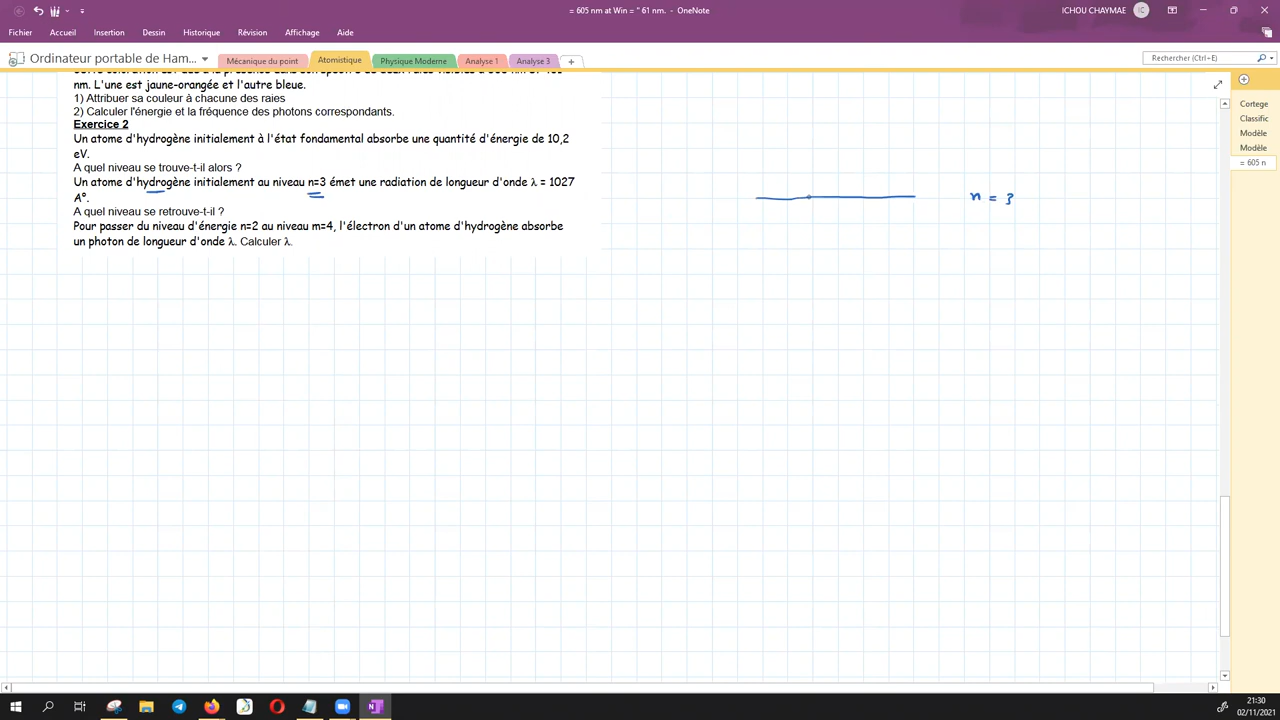 = 605 nm at Win = " 61 nm. - OneNote
ICHOU CHAYMAE IC
Fichier Accueil Insertion Dessin Historique Révision Affichage Aide
Ordinateur portable de Ham... Mécanique du point Atomistique Physique Moderne Analyse 1 Analyse 3 +
Rechercher (Ctrl+E)
nm. L'une est jaune-orangée et l'autre bleue.
1) Attribuer sa couleur à chacune des raies
2) Calculer l'énergie et la fréquence des photons correspondants.
Exercice 2
Un atome d'hydrogène initialement à l'état fondamental absorbe une quantité d'énergie de 10,2
eV.
A quel niveau se trouve-t-il alors ?
Un atome d'hydrogène initialement au niveau n=3 émet une radiation de longueur d'onde λ = 1027
A°.
A quel niveau se retrouve-t-il ?
Pour passer du niveau d'énergie n=2 au niveau m=4, l'électron d'un atome d'hydrogène absorbe
un photon de longueur d'onde λ. Calculer λ.
n = 3
Cortege
Classific
Modèle
Modèle
= 605 n
21:30
02/11/2021